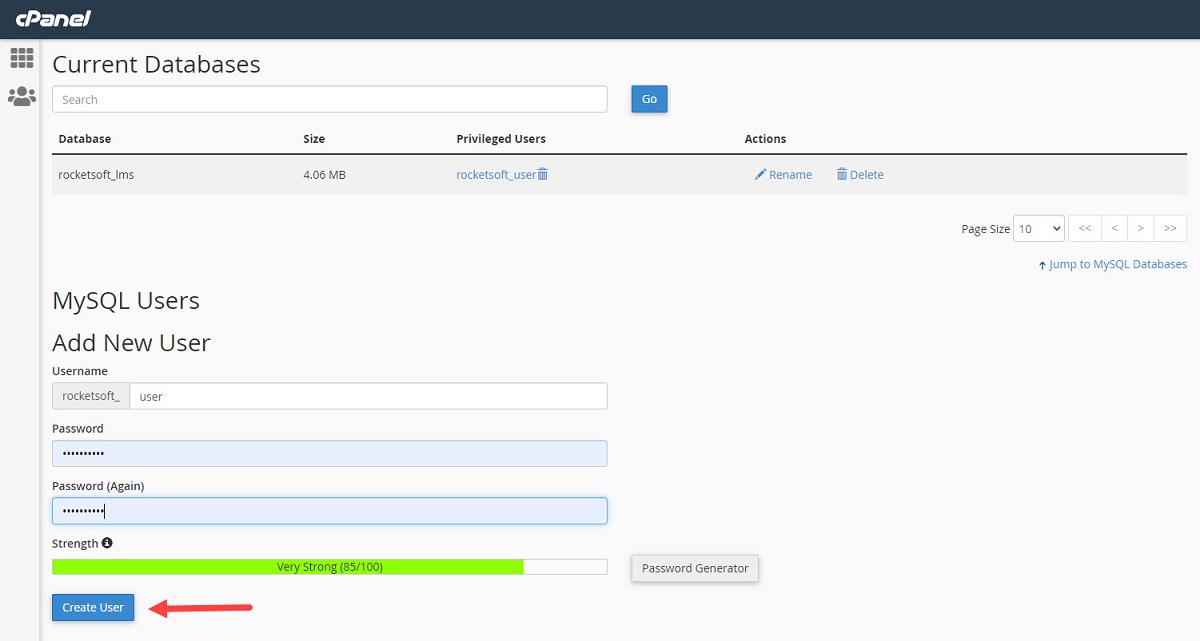 cPanel
Current Databases
Search Go
Database Size Privileged Users Actions
rocketsoft_lms 4.06 MB rocketsoft_user Rename Delete
Page Size 10 << < > >>
Jump to MySQL Databases
MySQL Users
Add New User
Username
rocketsoft_ user
Password
••••••••••
Password (Again)
••••••••••
Strength
Very Strong (85/100) Password Generator
Create User